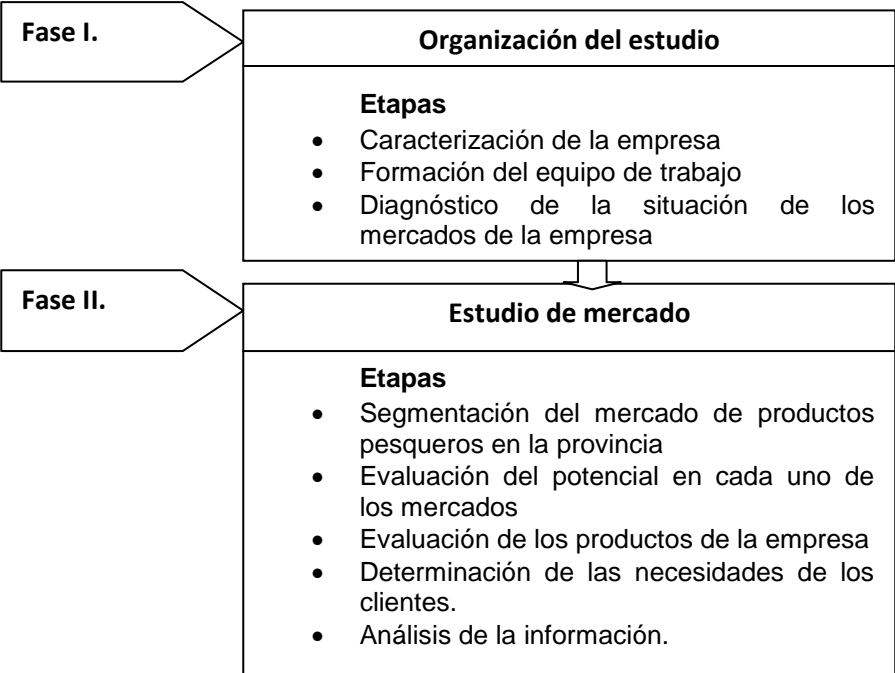 Fase I.
Organización del estudio
Etapas
• Caracterización de la empresa
• Formación del equipo de trabajo
• Diagnóstico de la situación de los
mercados de la empresa
Fase II.
Estudio de mercado
Etapas
• Segmentación del mercado de productos
pesqueros en la provincia
• Evaluación del potencial en cada uno de
los mercados
• Evaluación de los productos de la empresa
• Determinación de las necesidades de los
clientes.
• Análisis de la información.